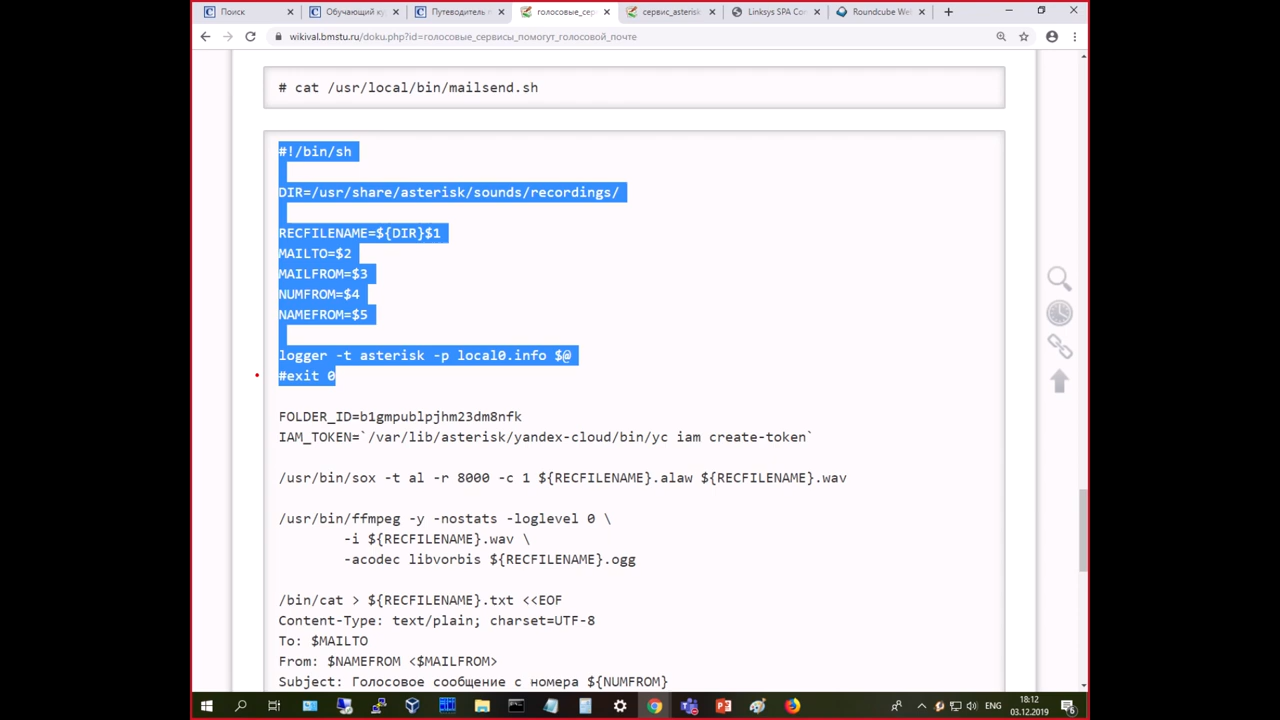 Поиск
Обучающий ку
Путеводитель
голосовые_сер
сервис_asterisk
Linksys SPA Con
Roundcube Web
wikival.bmstu.ru/doku.php?id=голосовые_сервисы_помогут_голосовой_почте
# cat /usr/local/bin/mailsend.sh
#!/bin/sh
DIR=/usr/share/asterisk/sounds/recordings/
RECFILENAME=${DIR}$1
MAILTO=$2
MAILFROM=$3
NUMFROM=$4
NAMEFROM=$5
logger -t asterisk -p local0.info $@
#exit 0
FOLDER_ID=b1gmpublpjhm23dm8nfk
IAM_TOKEN=`/var/lib/asterisk/yandex-cloud/bin/yc iam create-token`
/usr/bin/sox -t al -r 8000 -c 1 ${RECFILENAME}.alaw ${RECFILENAME}.wav
/usr/bin/ffmpeg -y -nostats -loglevel 0 \
-i ${RECFILENAME}.wav \
-acodec libvorbis ${RECFILENAME}.ogg
/bin/cat > ${RECFILENAME}.txt <<EOF
Content-Type: text/plain; charset=UTF-8
To: $MAILTO
From: $NAMEFROM <$MAILFROM>
Subject: Голосовое сообщение с номера ${NUMFROM}
ENG
18:12
03.12.2019